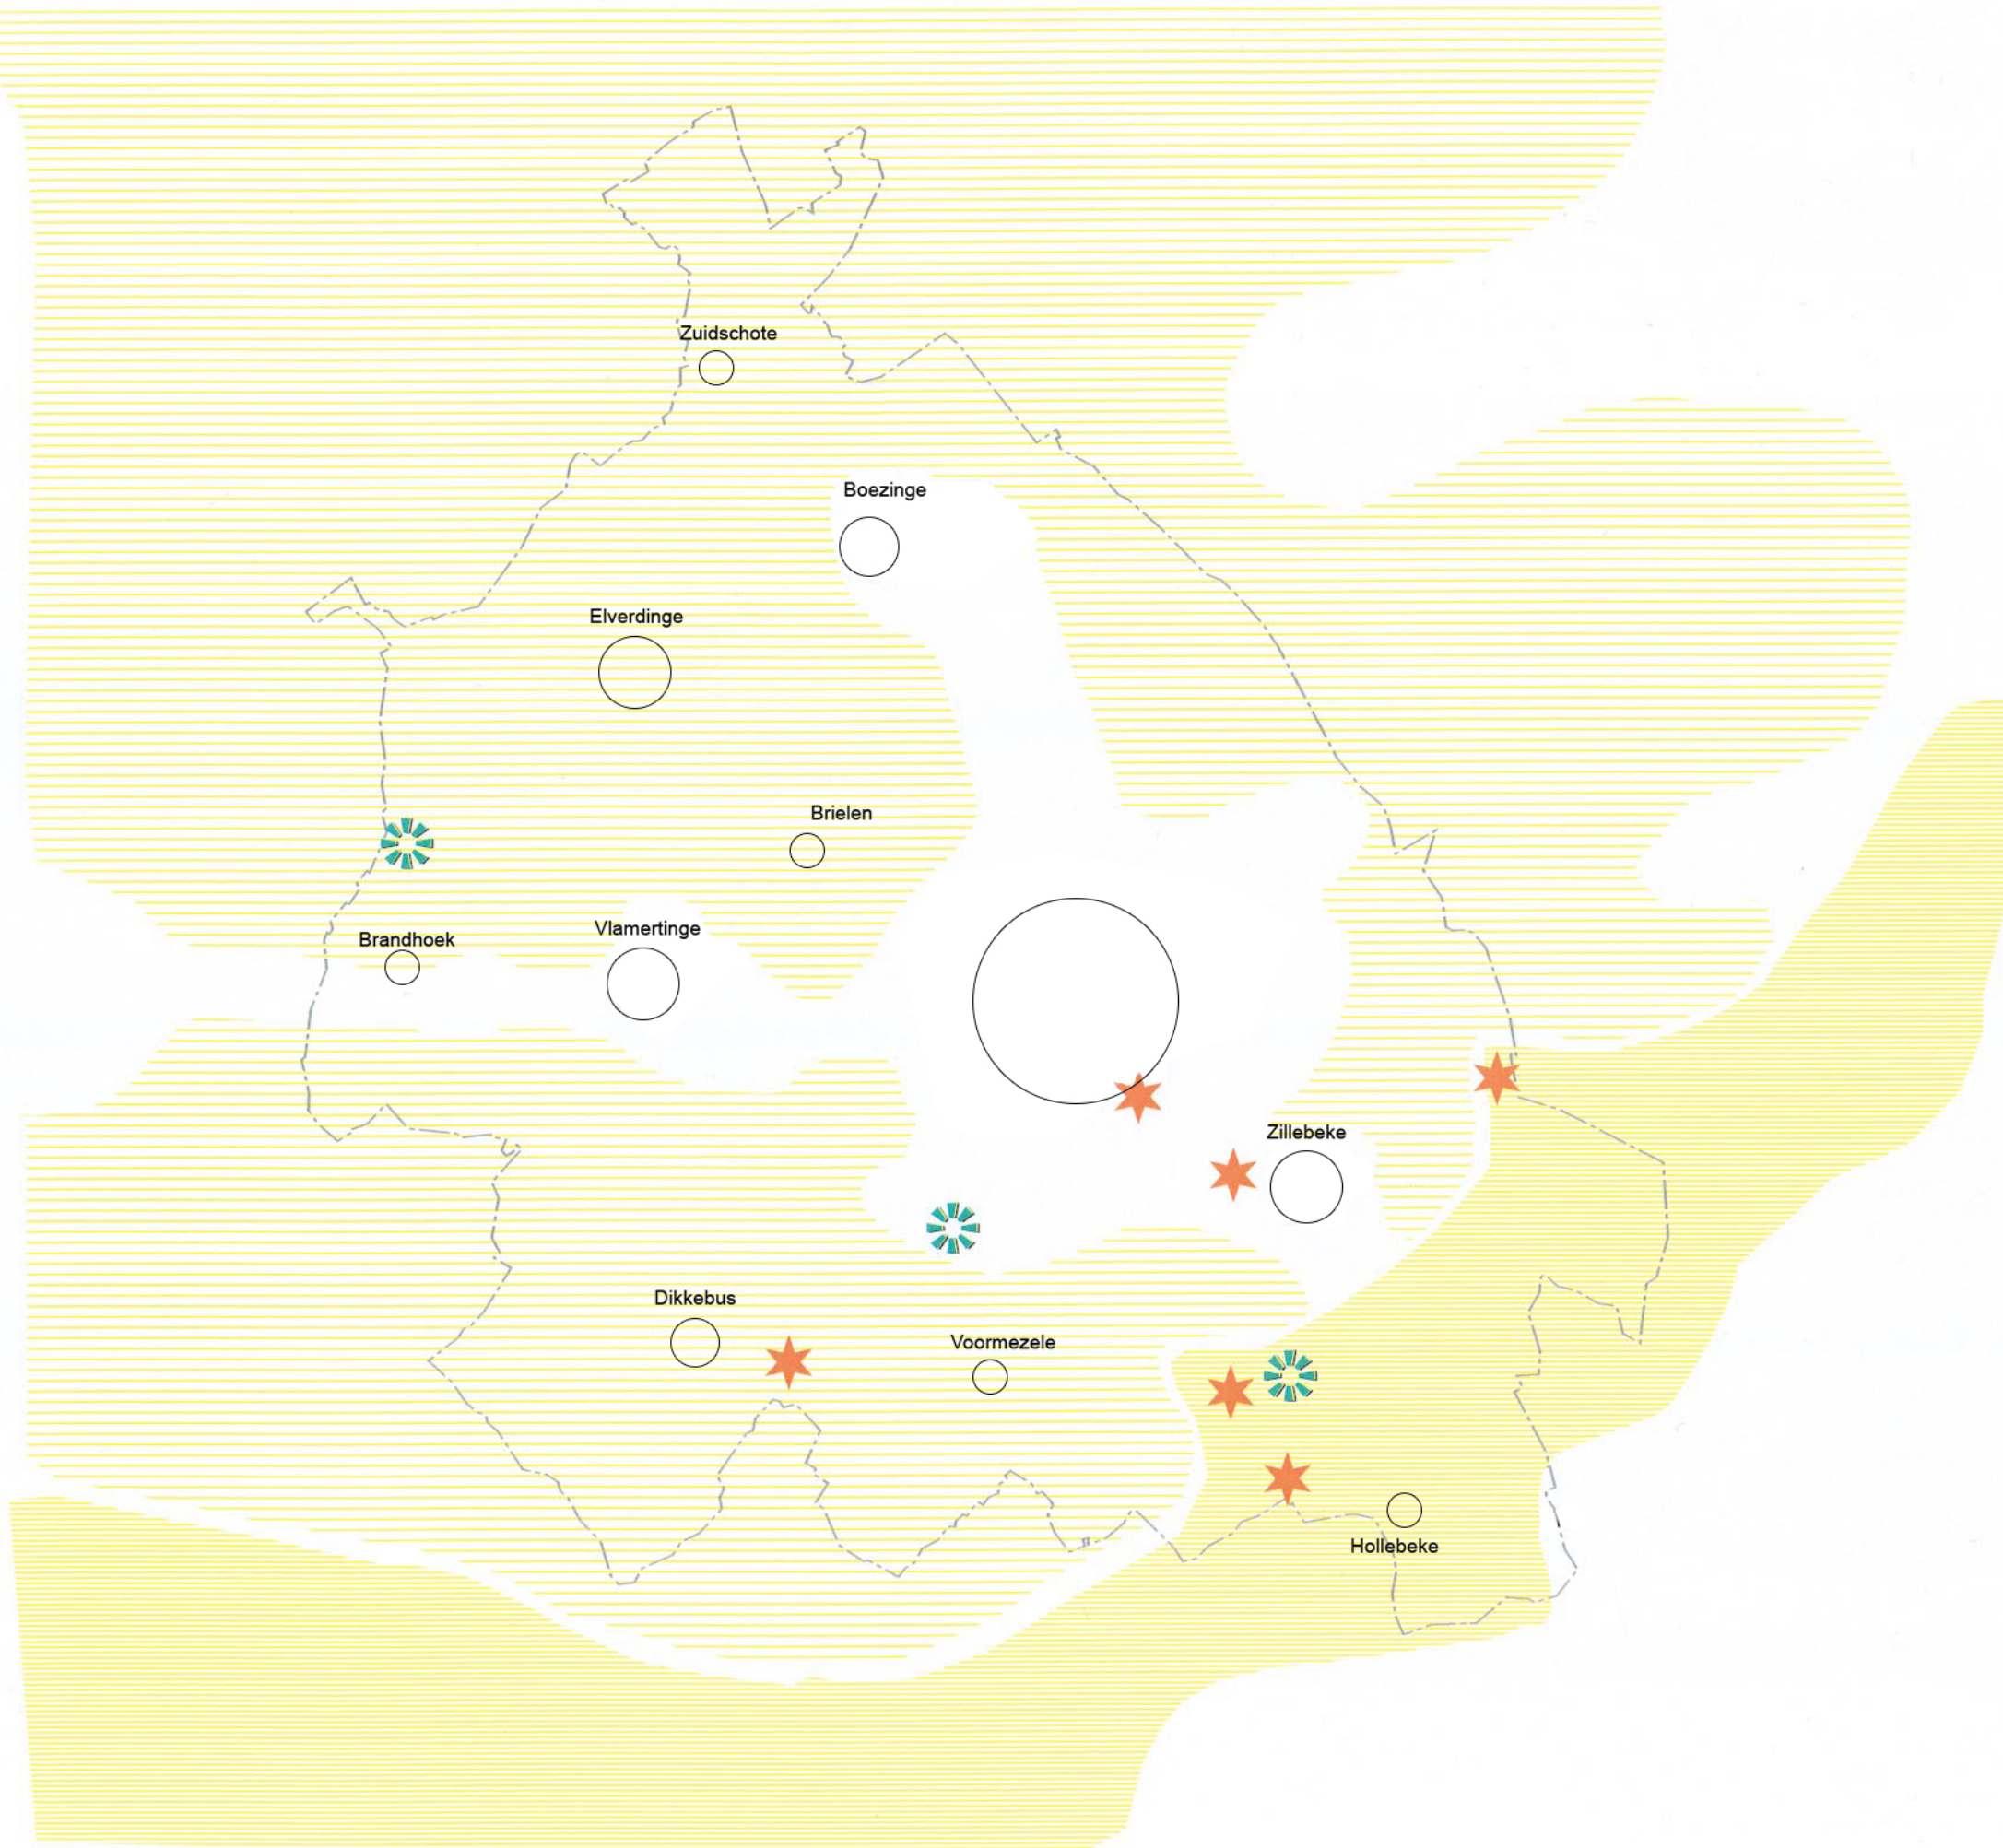 Zuidschote
Boezinge
Elverdinge
Brielen
Vlamertinge
Brandhoek
Zillebeke
Dikkebus
Voormezele
Hollebeke